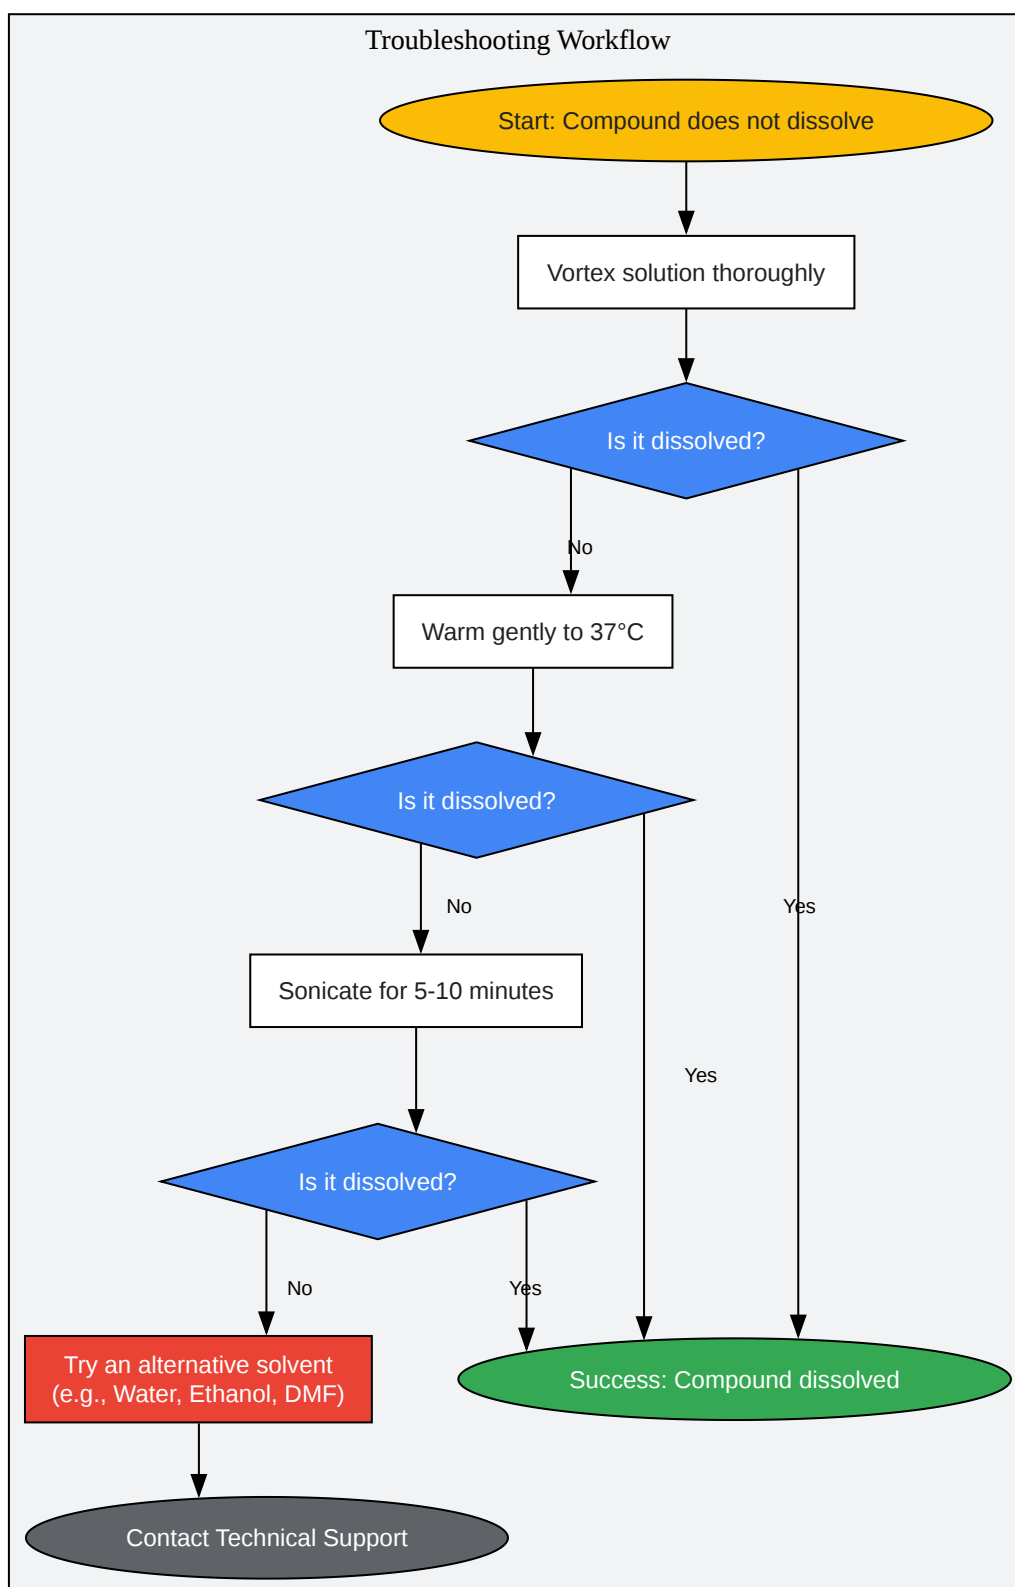 Troubleshooting Workflow
Start: Compound does not dissolve
Vortex solution thoroughly
Is it dissolved?
No
Warm gently to 37°C
Is it dissolved?
No
Yes
Sonicate for 5-10 minutes
Yes
Is it dissolved?
No
Yes
Try an alternative solvent
(e.g., Water, Ethanol, DMF)
Success: Compound dissolved
Contact Technical Support